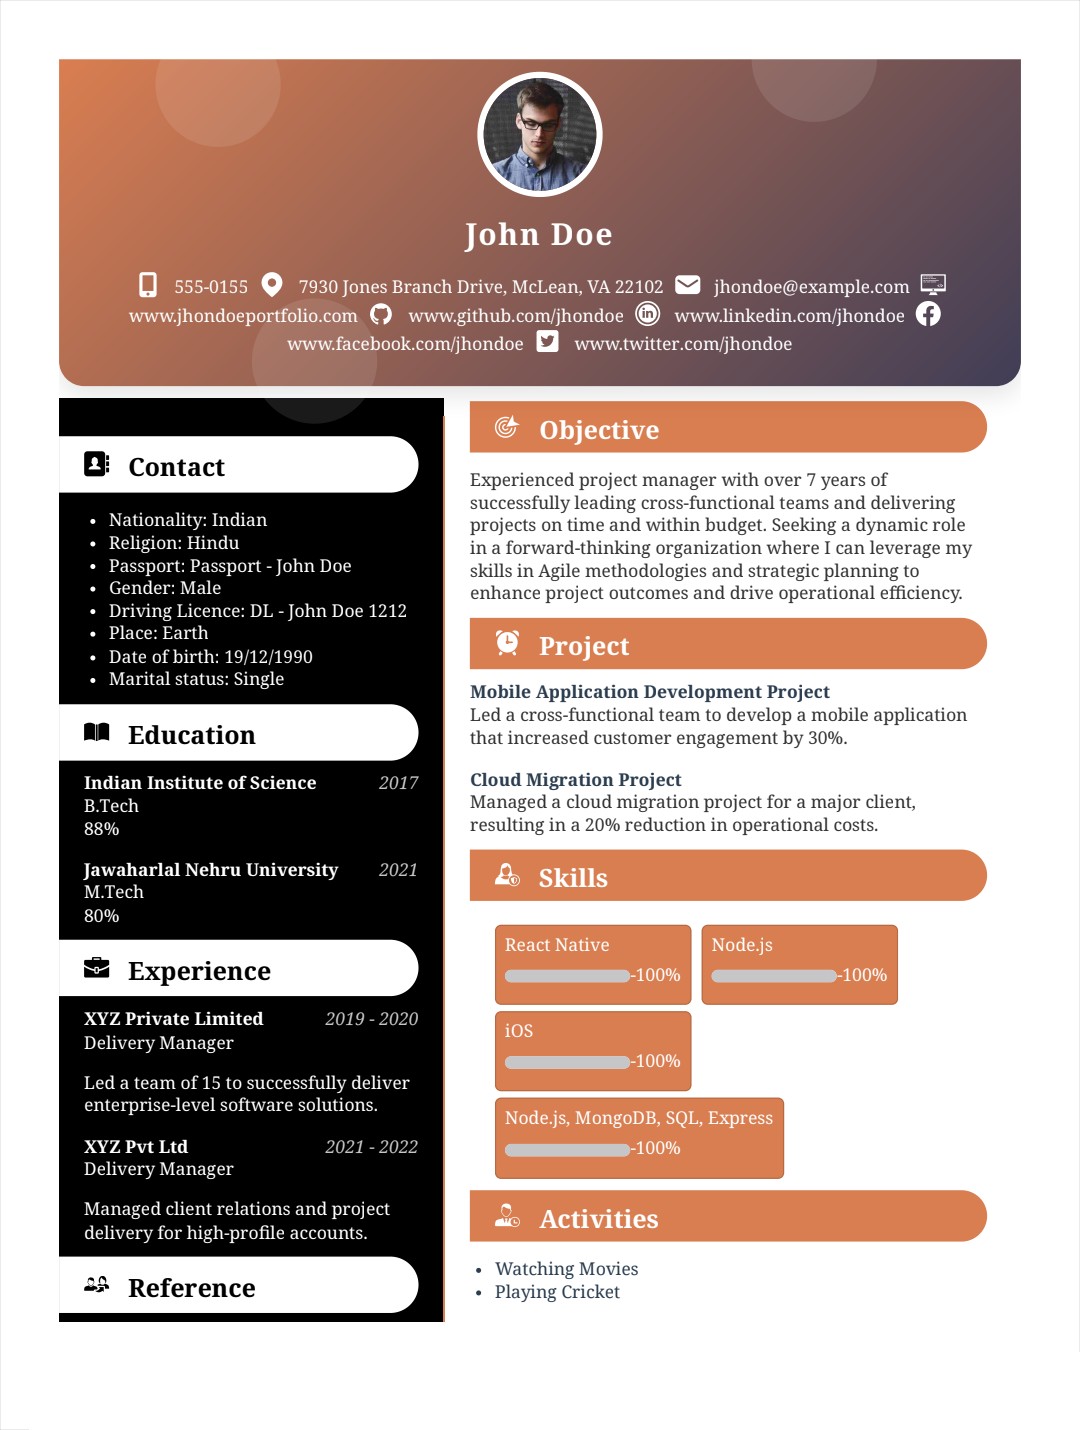 John Doe
555-0155 7930 Jones Branch Drive, McLean, VA 22102 jhondoe@example.com
www.jhondoeportfolio.com www.github.com/jhondoe www.linkedin.com/jhondoe
www.facebook.com/jhondoe www.twitter.com/jhondoe
Contact
• Nationality: Indian
• Religion: Hindu
• Passport: Passport - John Doe
• Gender: Male
• Driving Licence: DL - John Doe 1212
• Place: Earth
• Date of birth: 19/12/1990
• Marital status: Single
Education
Indian Institute of Science 2017
B.Tech
88%
Jawaharlal Nehru University 2021
M.Tech
80%
Experience
XYZ Private Limited 2019 - 2020
Delivery Manager
Led a team of 15 to successfully deliver
enterprise-level software solutions.
XYZ Pvt Ltd 2021 - 2022
Delivery Manager
Managed client relations and project
delivery for high-profile accounts.
Reference
Objective
Experienced project manager with over 7 years of
successfully leading cross-functional teams and delivering
projects on time and within budget. Seeking a dynamic role
in a forward-thinking organization where I can leverage my
skills in Agile methodologies and strategic planning to
enhance project outcomes and drive operational efficiency.
Project
Mobile Application Development Project
Led a cross-functional team to develop a mobile application
that increased customer engagement by 30%.
Cloud Migration Project
Managed a cloud migration project for a major client,
resulting in a 20% reduction in operational costs.
Skills
React Native
-100%
Node.js
-100%
iOS
-100%
Node.js, MongoDB, SQL, Express
-100%
Activities
• Watching Movies
• Playing Cricket